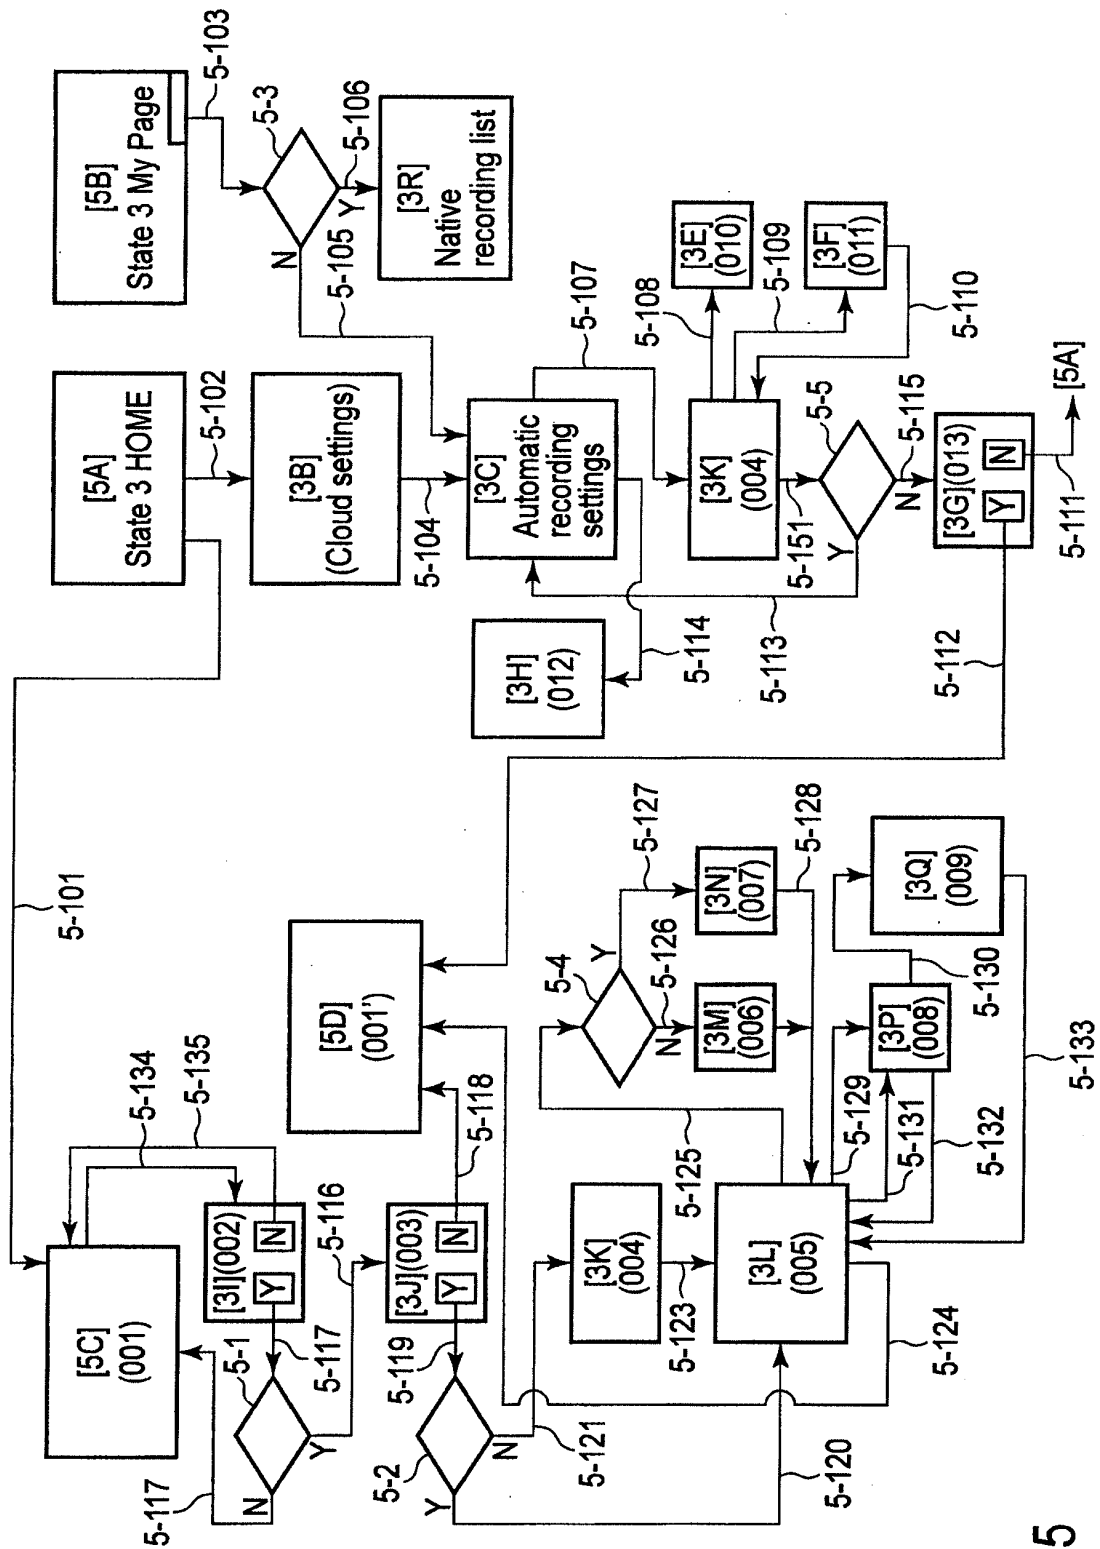 5-101
[5A]
State 3 HOME
5-102
[5B]
State 3 My Page
5-103
5-3
N
Y
5-106
5-105
[3R]
Native
recording list
[3B]
(Cloud settings)
5-104
[3C]
Automatic
recording
settings
5-107
[3H]
(012)
5-114
5-113
5-108
[3E]
(010)
5-109
[3F]
(011)
5-110
[3K]
(004)
5-151
5-5
Y
N
5-115
[3G](013)
Y
N
5-111
[5A]
5-112
[5C]
(001)
5-134
5-135
[3I](002)
Y
N
5-117
5-1
5-117
N
Y
5-116
[5D]
(001')
5-118
[3J](003)
Y
N
5-119
5-2
Y
N
5-121
5-120
[3K]
(004)
5-123
[3L]
(005)
5-124
5-125
5-4
Y
N
5-126
5-127
[3M]
(006)
[3N]
(007)
5-128
5-129
5-131
[3P]
(008)
5-130
[3Q]
(009)
5-132
5-133
5